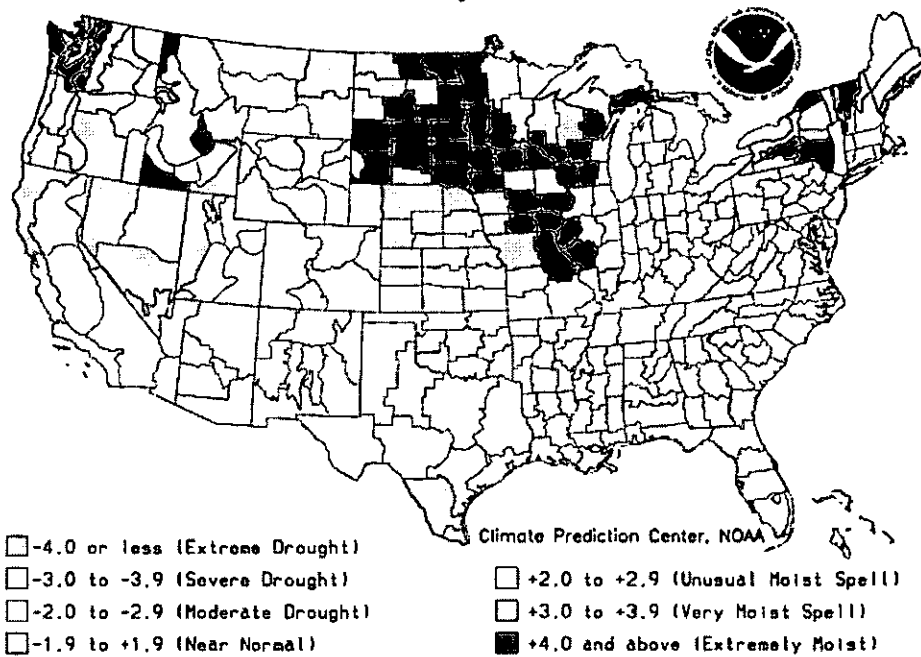 Climate Prediction Center, NOAA
-4.0 or less (Extreme Drought)
-3.0 to -3.9 (Severe Drought)
-2.0 to -2.9 (Moderate Drought)
-1.9 to +1.9 (Near Normal)
+2.0 to +2.9 (Unusual Moist Spell)
+3.0 to +3.9 (Very Moist Spell)
+4.0 and above (Extremely Moist)